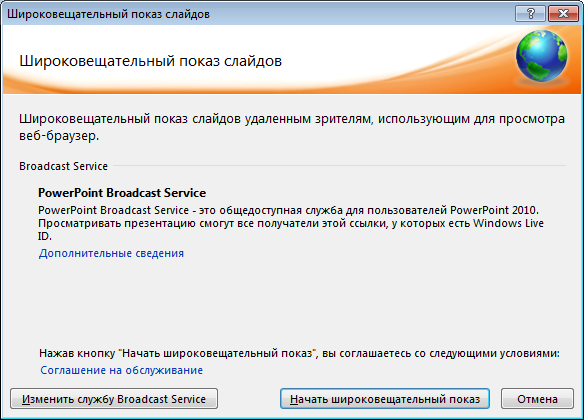 Широковещательный показ слайдов
Широковещательный показ слайдов
Широковещательный показ слайдов удаленным зрителям, использующим для просмотра
веб-браузер.
Broadcast Service
PowerPoint Broadcast Service
PowerPoint Broadcast Service - это общедоступная служба для пользователей PowerPoint 2010.
Просматривать презентацию смогут все получатели этой ссылки, у которых есть Windows Live
ID.
Дополнительные сведения
Нажав кнопку "Начать широковещательный показ", вы соглашаетесь со следующими условиями:
Соглашение на обслуживание
Изменить службу Broadcast Service
Начать широковещательный показ
Отмена